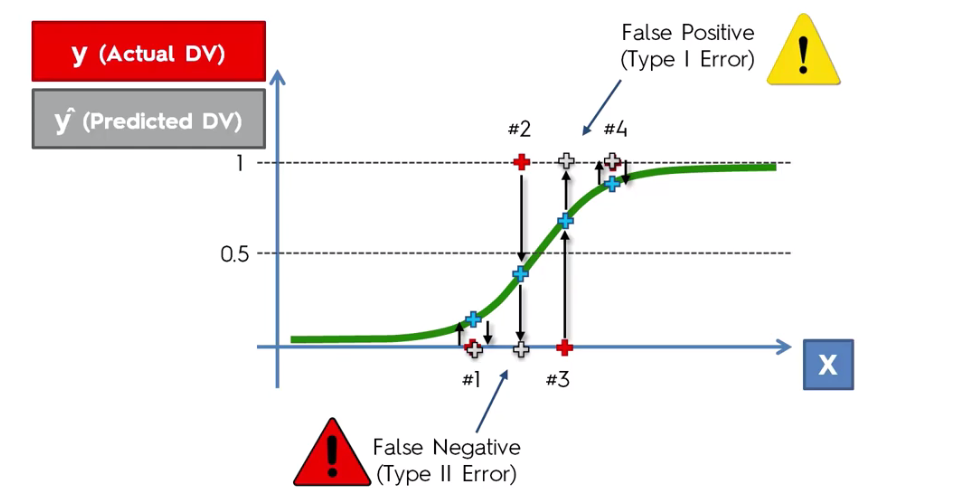 y (Actual DV)
ŷ (Predicted DV)
False Positive
(Type I Error)
!
#2
#4
1
0.5
#1
#3
X
!
False Negative
(Type II Error)